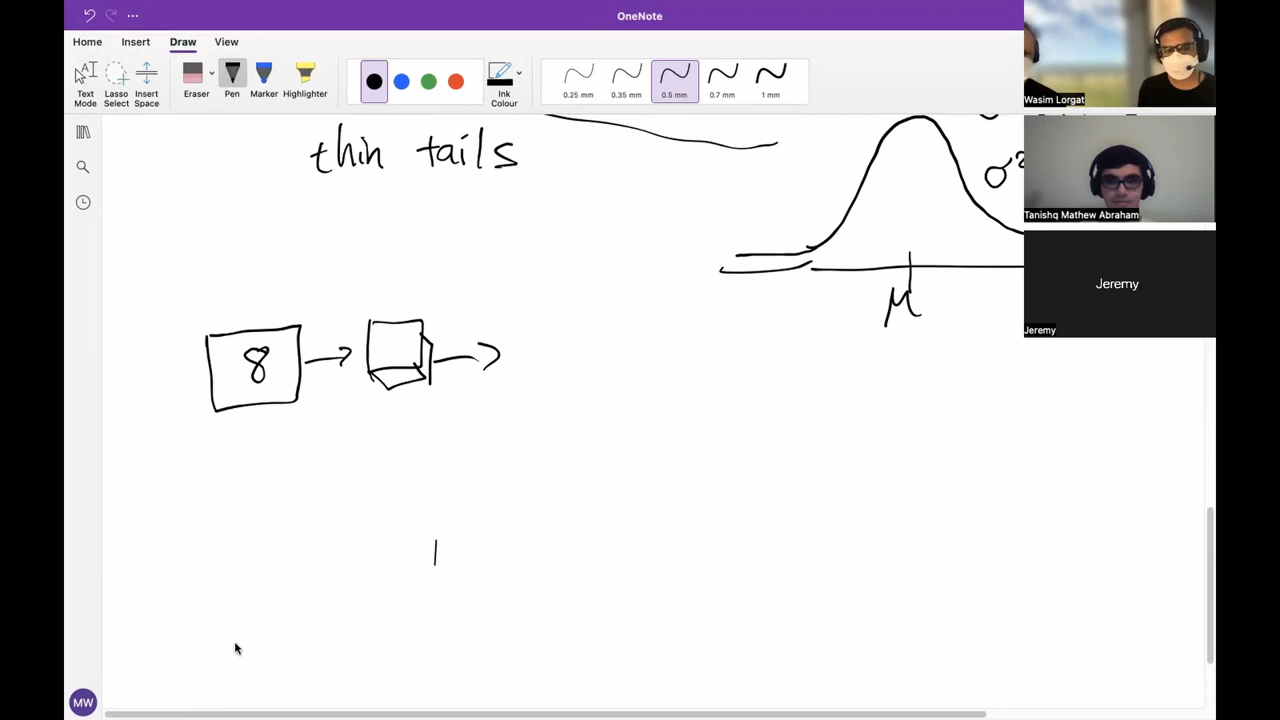 OneNote
Home Insert Draw View
Text Mode
Lasso Select
Insert Space
Eraser
Pen
Marker
Highlighter
Ink Colour
0.25 mm
0.35 mm
0.5 mm
0.7 mm
1 mm
Wasim Lorgat
Tanishq Mathew Abraham
Jeremy
Jeremy
thin tails
σ²
μ
8
MW